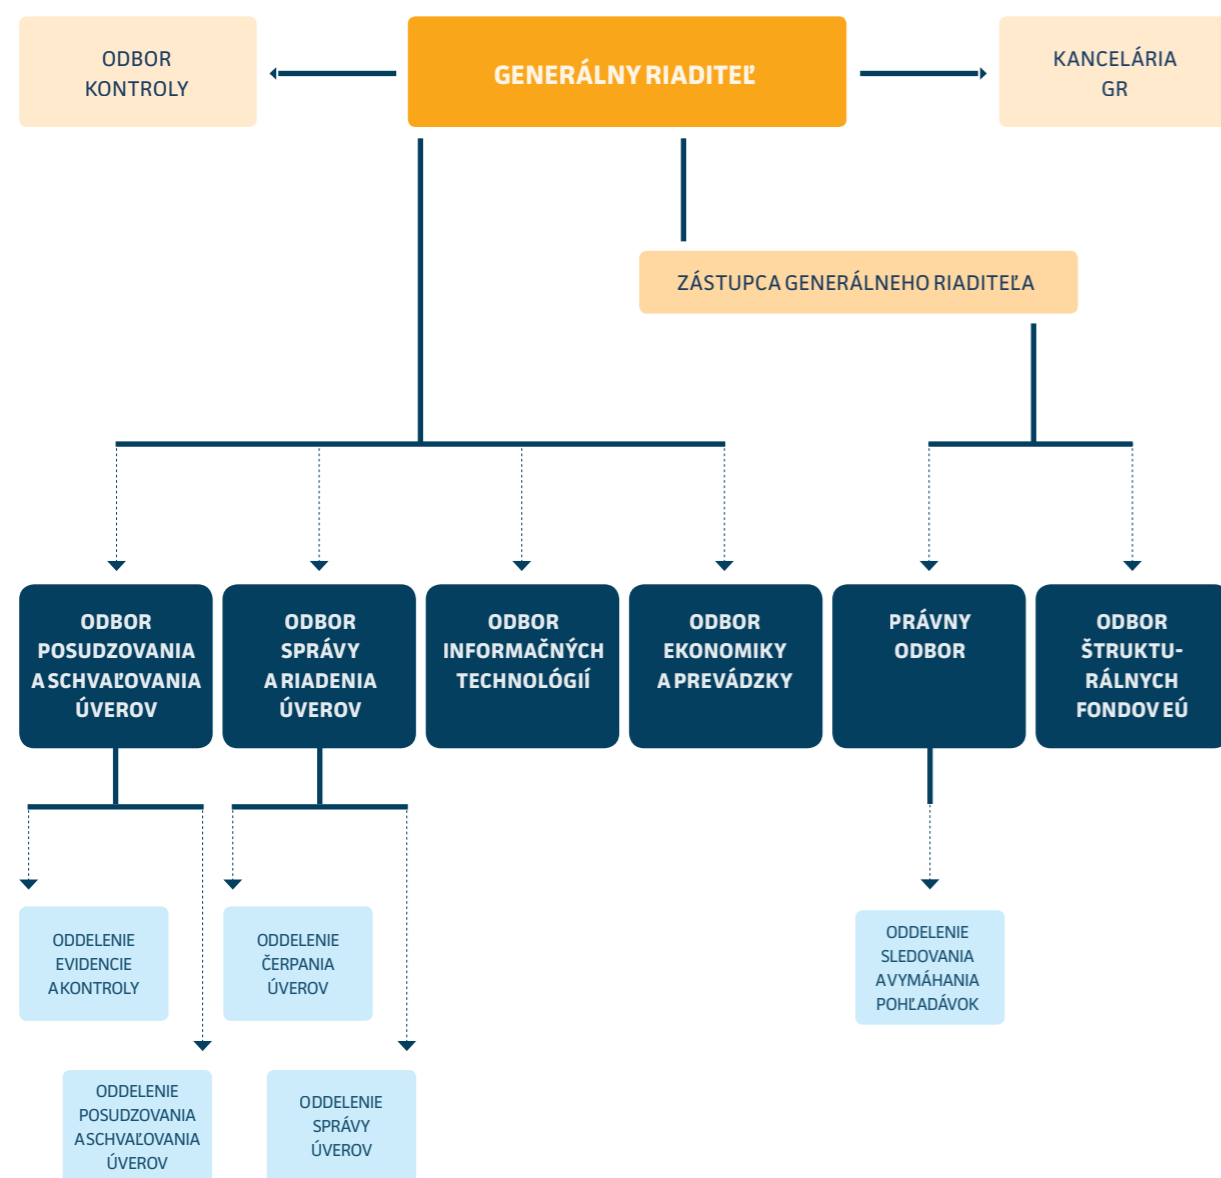 ODBOR
KONTROLY
GENERÁLNY RIADITEĽ
KANCELÁRIA
GR
ZÁSTUPCA GENERÁLNEHO RIADITEĽA
ODBOR
POSUDZOVANIA
A SCHVAĽOVANIA
ÚVEROV
ODBOR
SPRÁVY
A RIADENIA
ÚVEROV
ODBOR
INFORMAČNÝCH
TECHNOLÓGIÍ
ODBOR
EKONOMIKY
A PREVÁDZKY
PRÁVNY
ODBOR
ODBOR
ŠTRUKTU-
RÁLNYCH
FONDOV EÚ
ODDELENIE
EVIDENCIE
A KONTROLY
ODDELENIE
ČERPANIA
ÚVEROV
ODDELENIE
SLEDOVANIA
A VYMÁHANIA
POHĽADÁVOK
ODDELENIE
POSUDZOVANIA
A SCHVAĽOVANIA
ÚVEROV
ODDELENIE
SPRÁVY
ÚVEROV